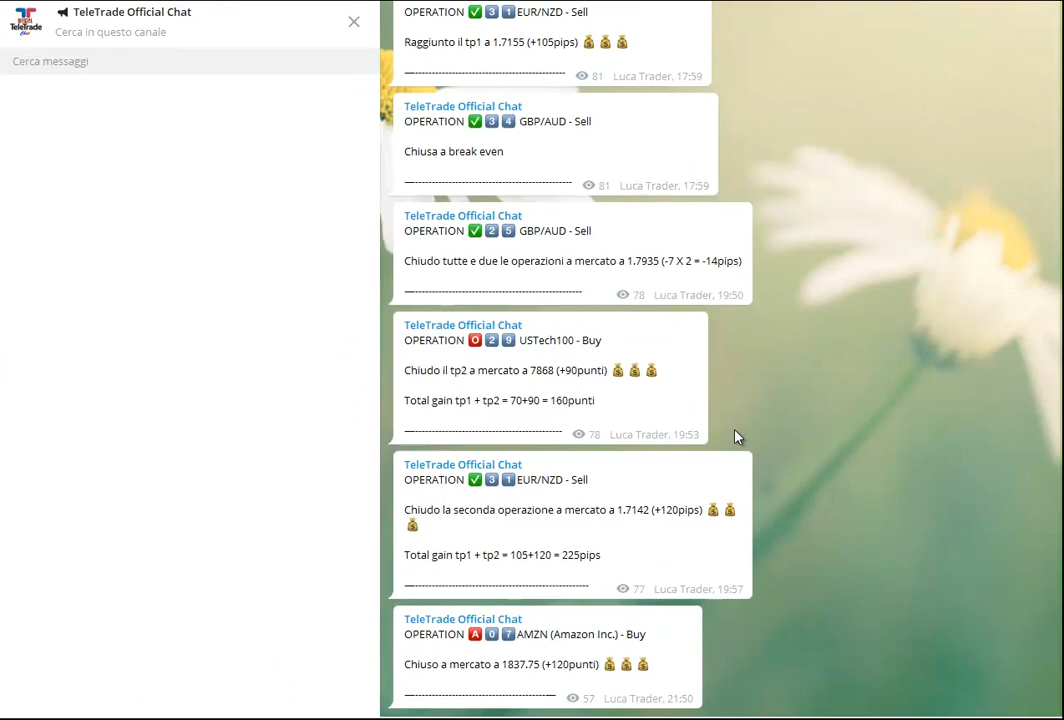 TeleTrade Official Chat
Cerca in questo canale
Cerca messaggi
OPERATION ✅ 3 1 EUR/NZD - Sell
Raggiunto il tp1 a 1.7155 (+105pips) 💰 💰 💰
—---------------------------------------------
81 Luca Trader, 17:59
TeleTrade Official Chat
OPERATION ✅ 3 4 GBP/AUD - Sell
Chiusa a break even
—-----------------------------------------------
81 Luca Trader, 17:59
TeleTrade Official Chat
OPERATION ✅ 2 5 GBP/AUD - Sell
Chiudo tutte e due le operazioni a mercato a 1.7935 (-7 X 2 = -14pips)
—--------------------------------------------------
78 Luca Trader, 19:50
TeleTrade Official Chat
OPERATION O 2 9 USTech100 - Buy
Chiudo il tp2 a mercato a 7868 (+90punti) 💰 💰 💰
Total gain tp1 + tp2 = 70+90 = 160punti
—--------------------------------------------
78 Luca Trader, 19:53
TeleTrade Official Chat
OPERATION ✅ 3 1 EUR/NZD - Sell
Chiudo la seconda operazione a mercato a 1.7142 (+120pips) 💰 💰
💰
Total gain tp1 + tp2 = 105+120 = 225pips
—----------------------------------------------------
77 Luca Trader, 19:57
TeleTrade Official Chat
OPERATION A 0 7 AMZN (Amazon Inc.) - Buy
Chiuso a mercato a 1837.75 (+120punti) 💰 💰 💰
—----------------------------------------—
57 Luca Trader, 21:50